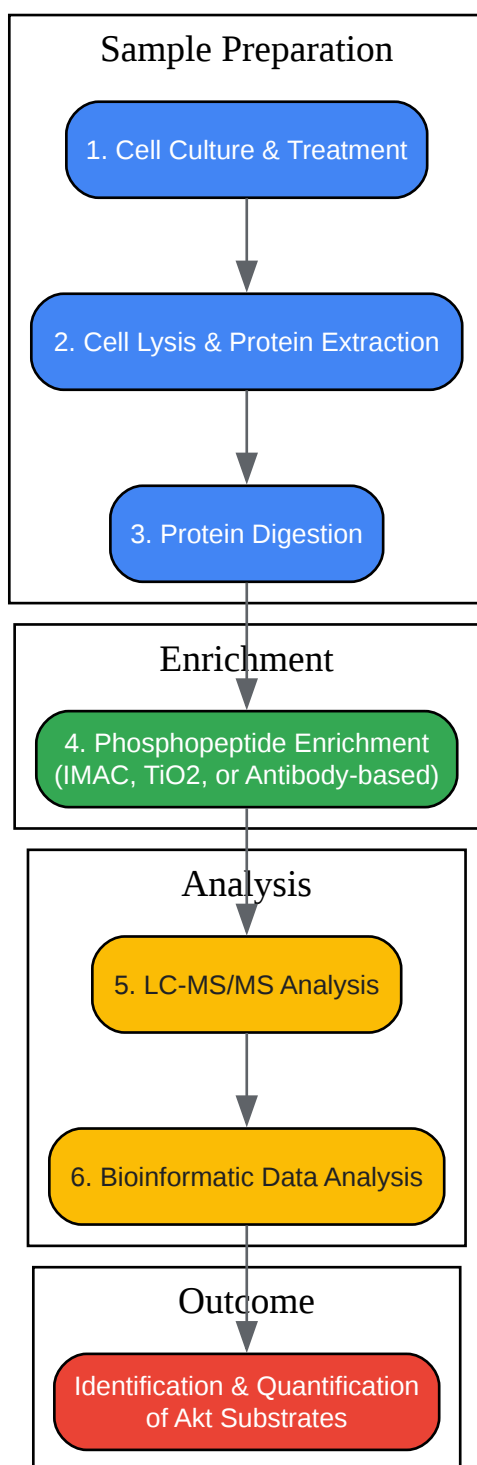 Sample Preparation
1. Cell Culture & Treatment
2. Cell Lysis & Protein Extraction
3. Protein Digestion
Enrichment
4. Phosphopeptide Enrichment
(IMAC, TiO2, or Antibody-based)
Analysis
5. LC-MS/MS Analysis
6. Bioinformatic Data Analysis
Outcome
Identification & Quantification
of Akt Substrates